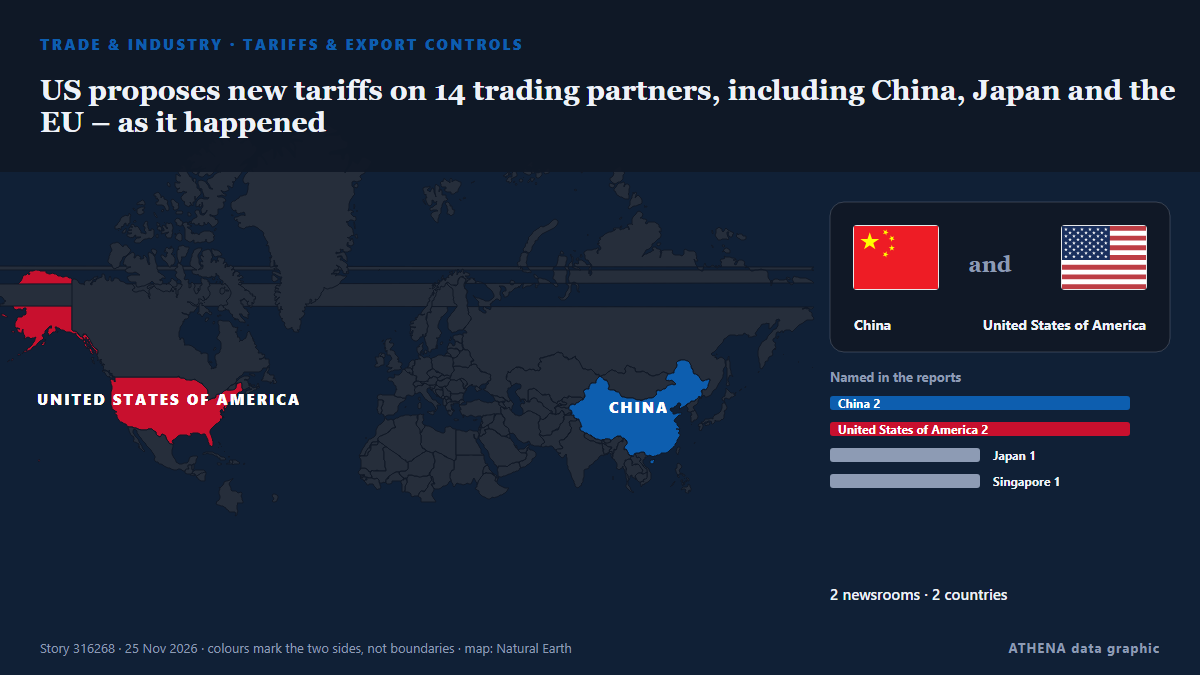 TRADE & INDUSTRY · TARIFFS & EXPORT CONTROLS
US proposes new tariffs on 14 trading partners, including China, Japan and the
EU – as it happened
and
China
United States of America
UNITED STATES OF AMERICA
CHINA
Named in the reports
China 2
United States of America 2
Japan 1
Singapore 1
2 newsrooms · 2 countries
Story 316268 · 25 Nov 2026 · colours mark the two sides, not boundaries · map: Natural Earth
ATHENA data graphic